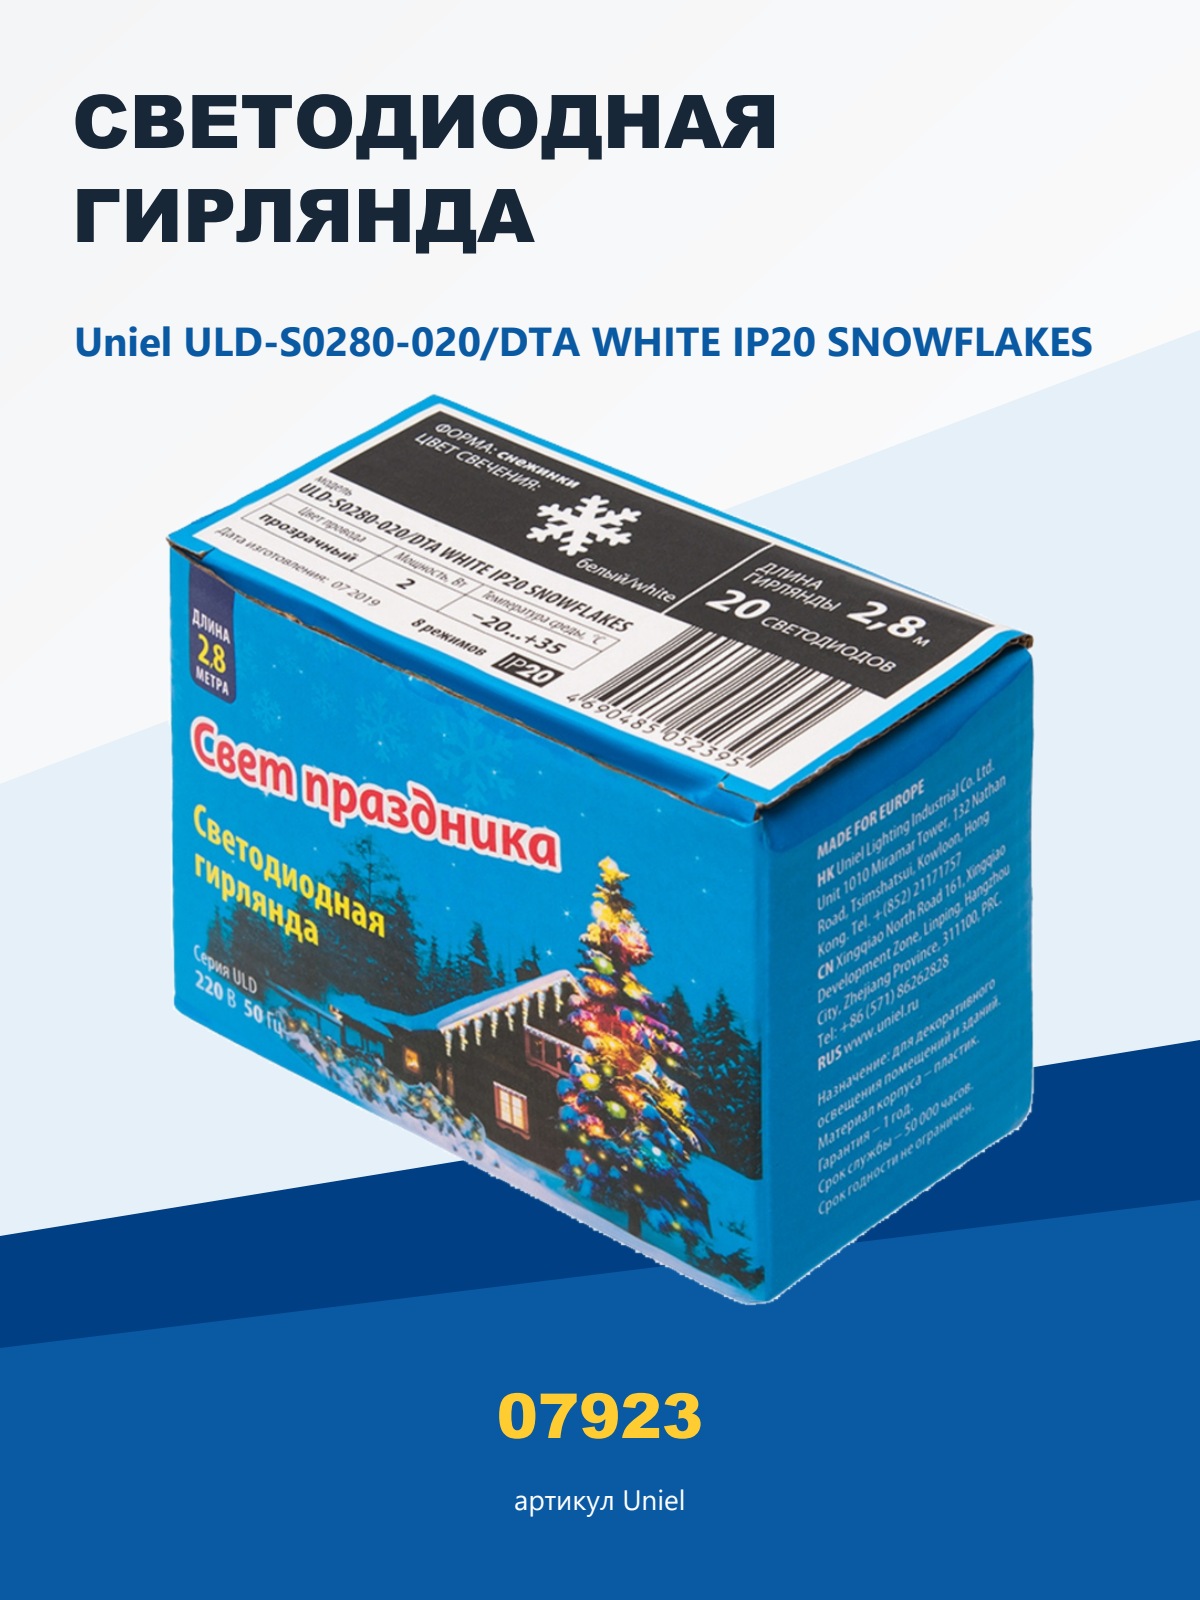 СВЕТОДИОДНАЯ
ГИРЛЯНДА
Uniel ULD-S0280-020/DTA WHITE IP20 SNOWFLAKES
ФОРМА: снежинки
ЦВЕТ СВЕЧЕНИЯ:
белый/white
ДЛИНА
ГИРЛЯНДЫ 2,8 м
20 СВЕТОДИОДОВ
модель
ULD-S0280-020/DTA WHITE IP20 SNOWFLAKES
Цвет провода
прозрачный
Мощность, Вт
2
Температура среды, °C
−20...+35
Дата изготовления: 07 2019
8 режимов IP20
4 690485 052395
ДЛИНА
2,8
МЕТРА
Свет праздника
Светодиодная
гирлянда
Серия ULD
220 В 50 Гц
MADE FOR EUROPE
HK Uniel Lighting Industrial Co. Ltd.
Unit 1010 Miramar Tower, 132 Nathan
Road, Tsimshatsui, Kowloon, Hong
Kong. Tel. +(852) 21171757
CN Xingqiao North Road 161, Xingqiao
Development Zone, Linping, Hangzhou
City, Zhejiang Province, 311100, PRC.
Tel: +86 (571) 86262828
RUS www.uniel.ru
Назначение: для декоративного
освещения помещений и зданий.
Материал корпуса – пластик.
Гарантия – 1 год.
Срок службы – 50 000 часов.
Срок годности не ограничен.
07923
артикул Uniel